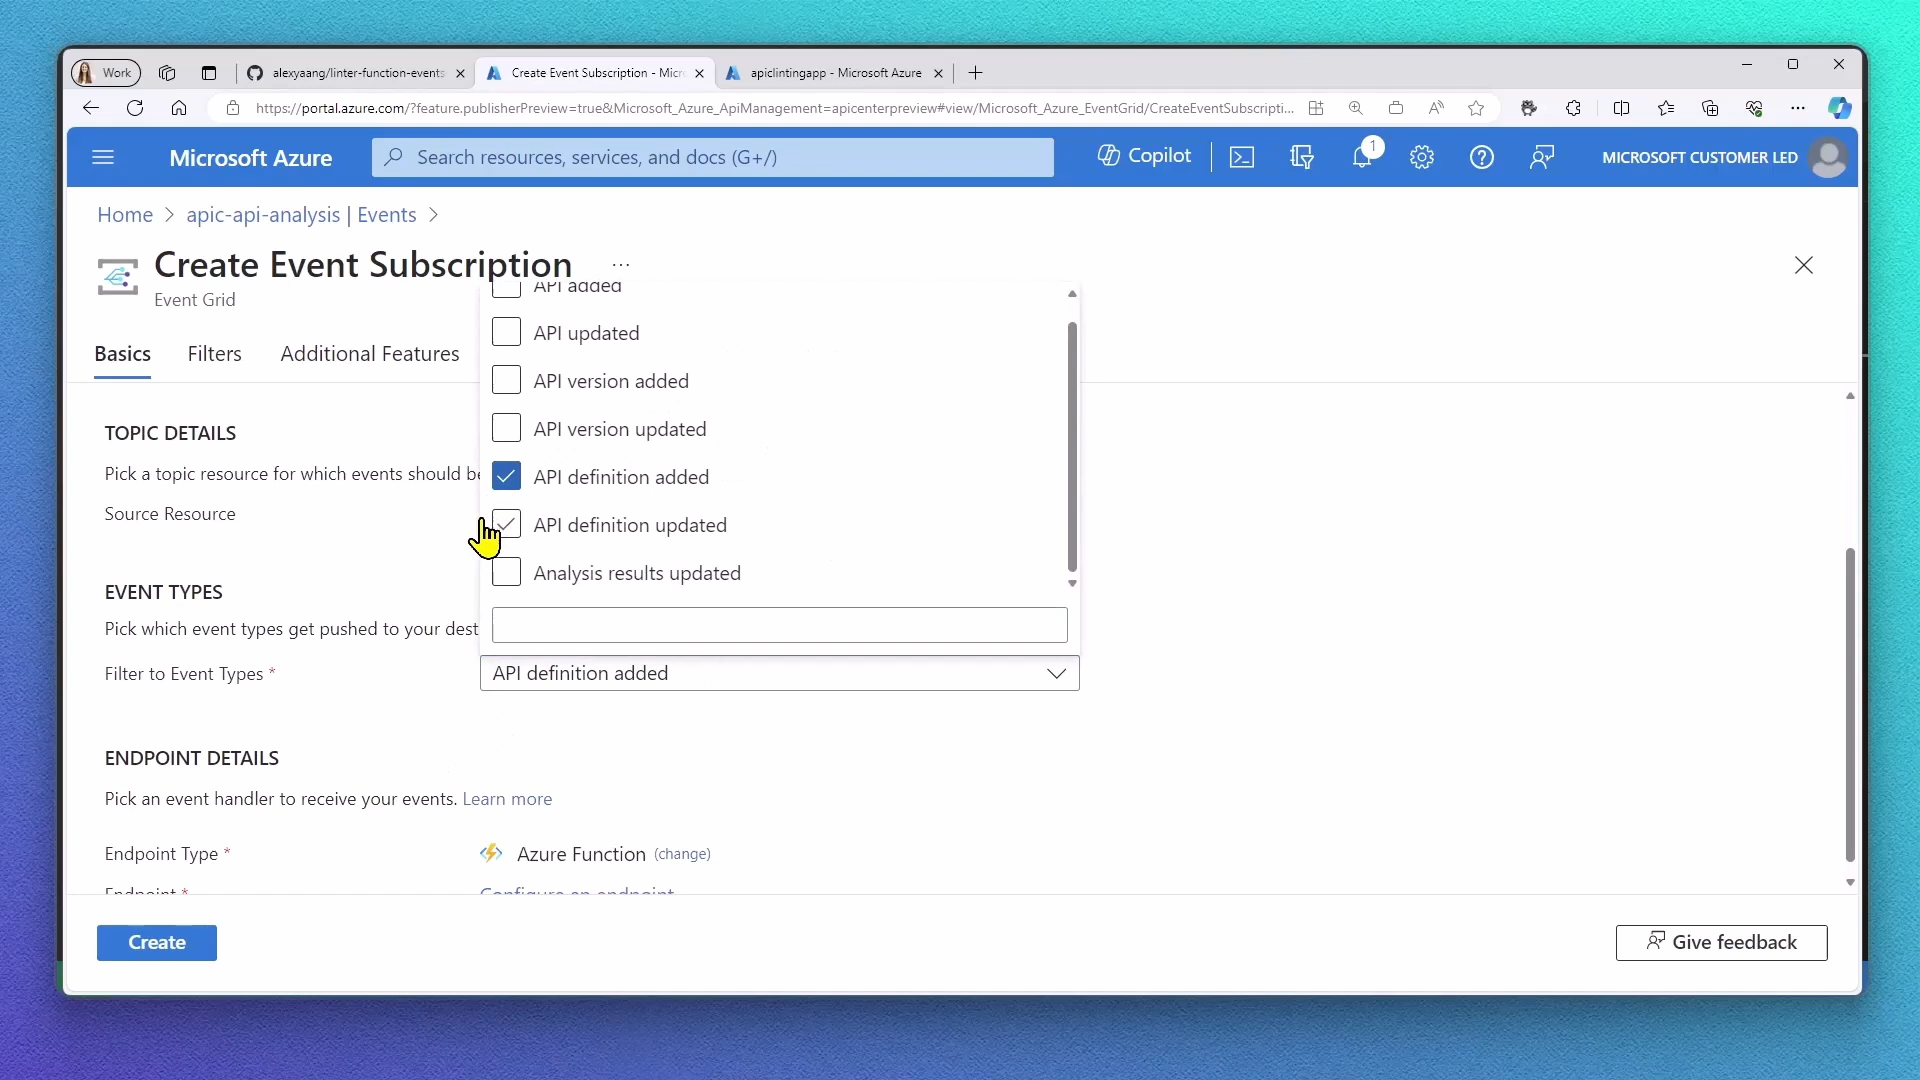 Work
alexyaang/linter-function-events
Create Event Subscription - Micr
apiclintingapp - Microsoft Azure
https://portal.azure.com/?feature.publisherPreview=true&Microsoft_Azure_ApiManagement=apicenterpreview#view/Microsoft_Azure_EventGrid/CreateEventSubscripti...
Microsoft Azure
Search resources, services, and docs (G+/)
Copilot
1
MICROSOFT CUSTOMER LED
Home > apic-api-analysis | Events >
Create Event Subscription ...
Event Grid
Basics
Filters
Additional Features
API added
API updated
API version added
API version updated
API definition added
API definition updated
Analysis results updated
TOPIC DETAILS
Pick a topic resource for which events should be
Source Resource
EVENT TYPES
Pick which event types get pushed to your dest
Filter to Event Types *
API definition added
ENDPOINT DETAILS
Pick an event handler to receive your events. Learn more
Endpoint Type *
Azure Function (change)
Endpoint *
Configure an endpoint
Create
Give feedback